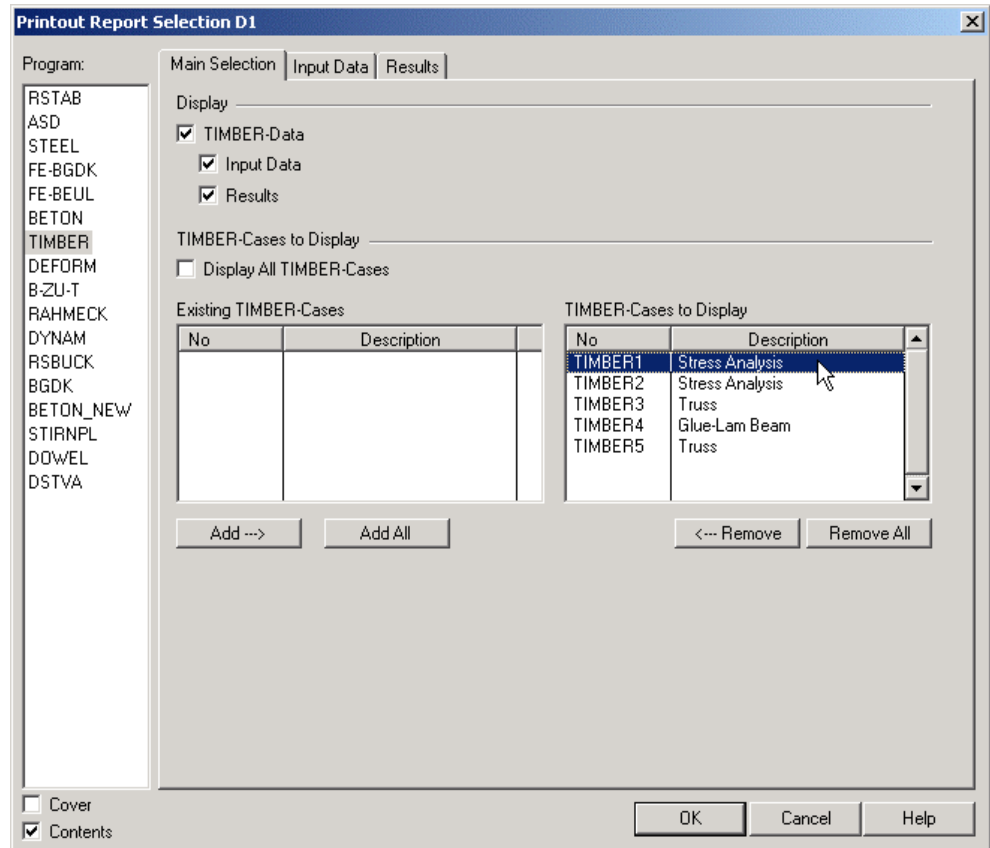 Printout Report Selection D1
Program:
RSTAB
ASD
STEEL
FE-BGDK
FE-BEUL
BETON
TIMBER
DEFORM
B-ZU-T
RAHMECK
DYNAM
RSBUCK
BGDK
BETON_NEW
STIRNPL
DOWEL
DSTVA
Cover
Contents
Main Selection Input Data Results
Display
TIMBER-Data
Input Data
Results
TIMBER-Cases to Display
Display All TIMBER-Cases
Existing TIMBER-Cases
No Description
Add ---> Add All
TIMBER-Cases to Display
No Description
TIMBER1 Stress Analysis
TIMBER2 Stress Analysis
TIMBER3 Truss
TIMBER4 Glue-Lam Beam
TIMBER5 Truss
<--- Remove Remove All
OK Cancel Help